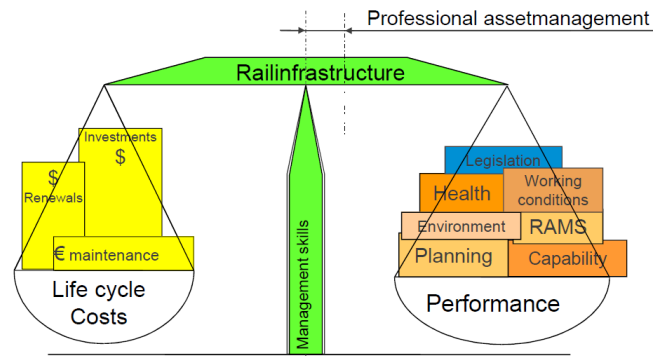 Professional assetmanagement
Railinfrastructure
Investments
$
$
Renewals
€ maintenance
Life cycle
Costs
Management skills
Legislation
Health
Working
conditions
Environment
RAMS
Planning
Capability
Performance